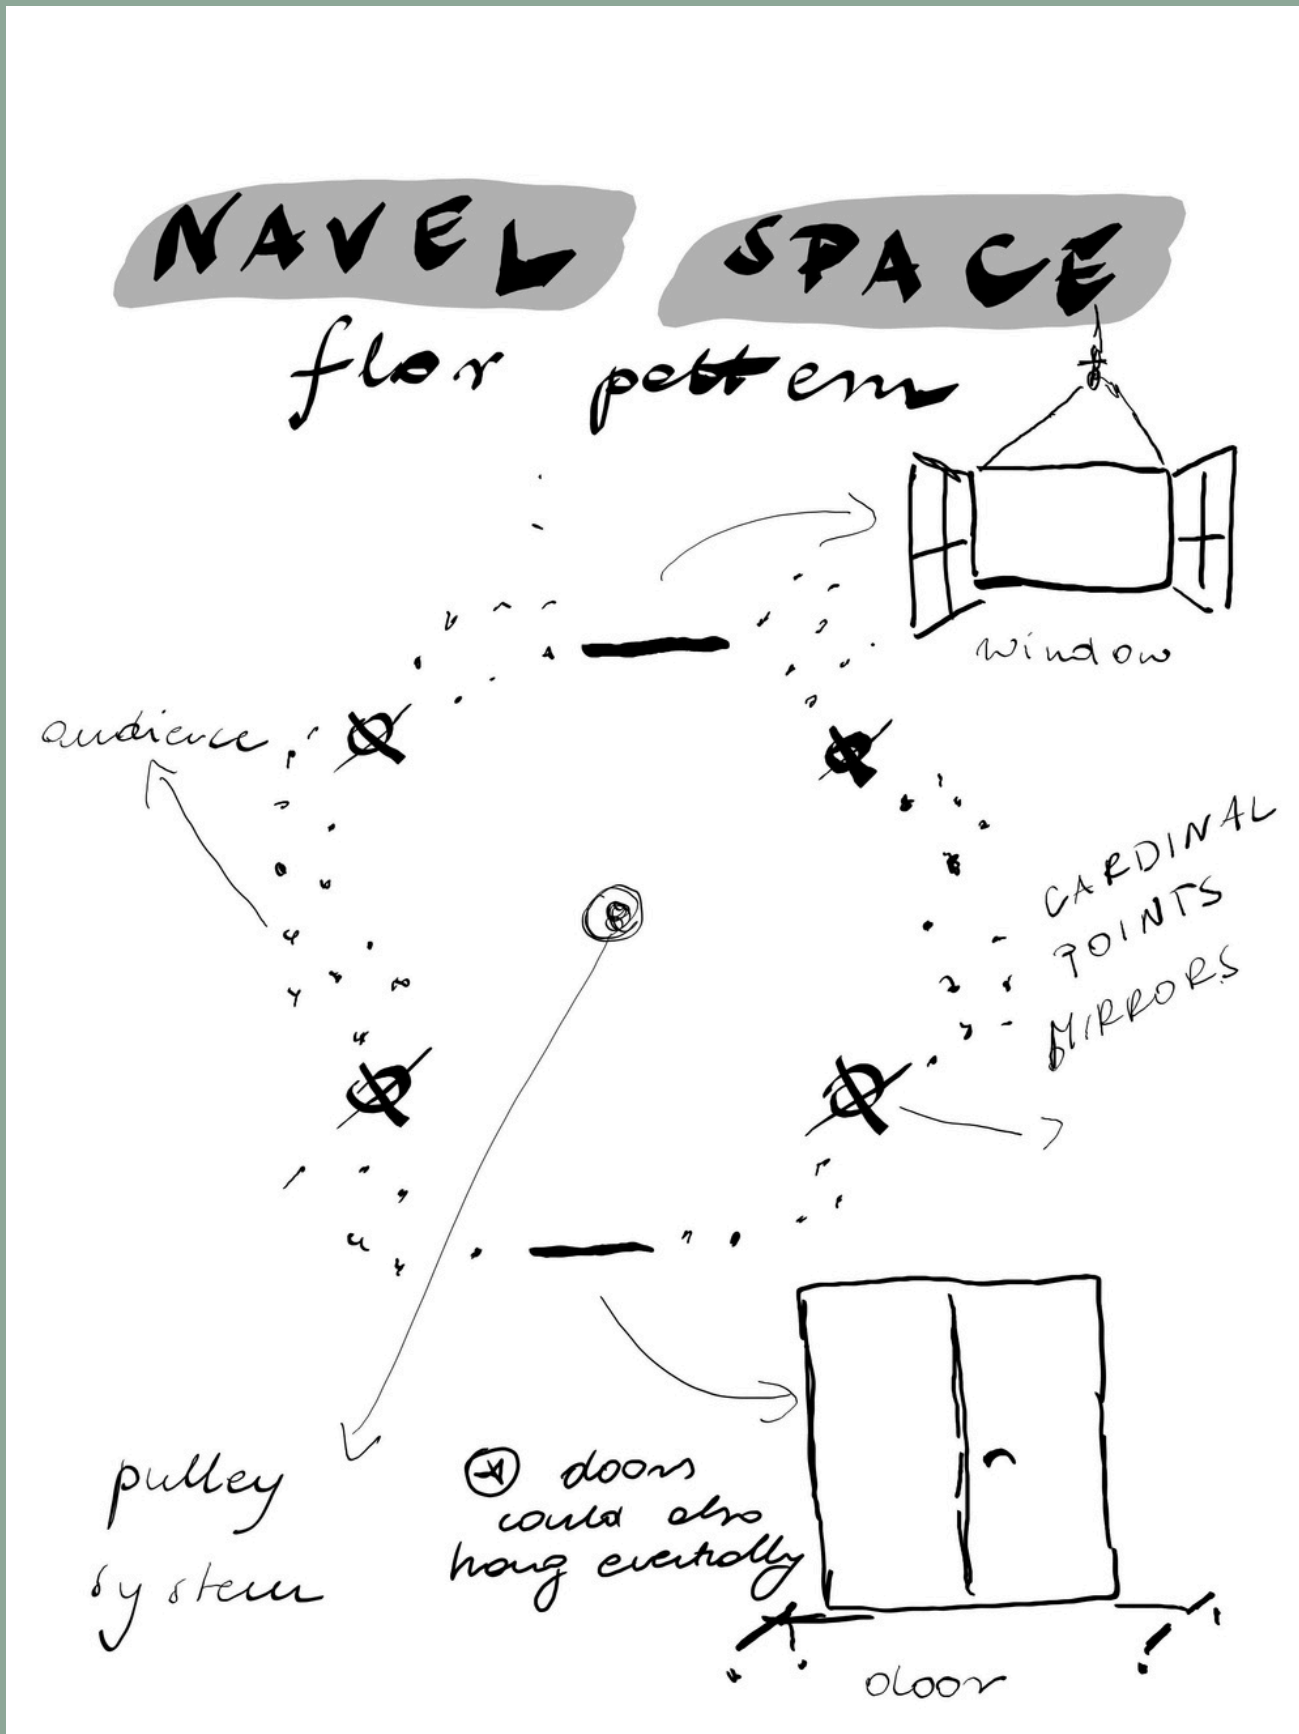 NAVEL SPACE
flor pattern
window
audience
CARDINAL
POINTS
MIRRORS
pulley
system
doors
could also
hang eventually
door